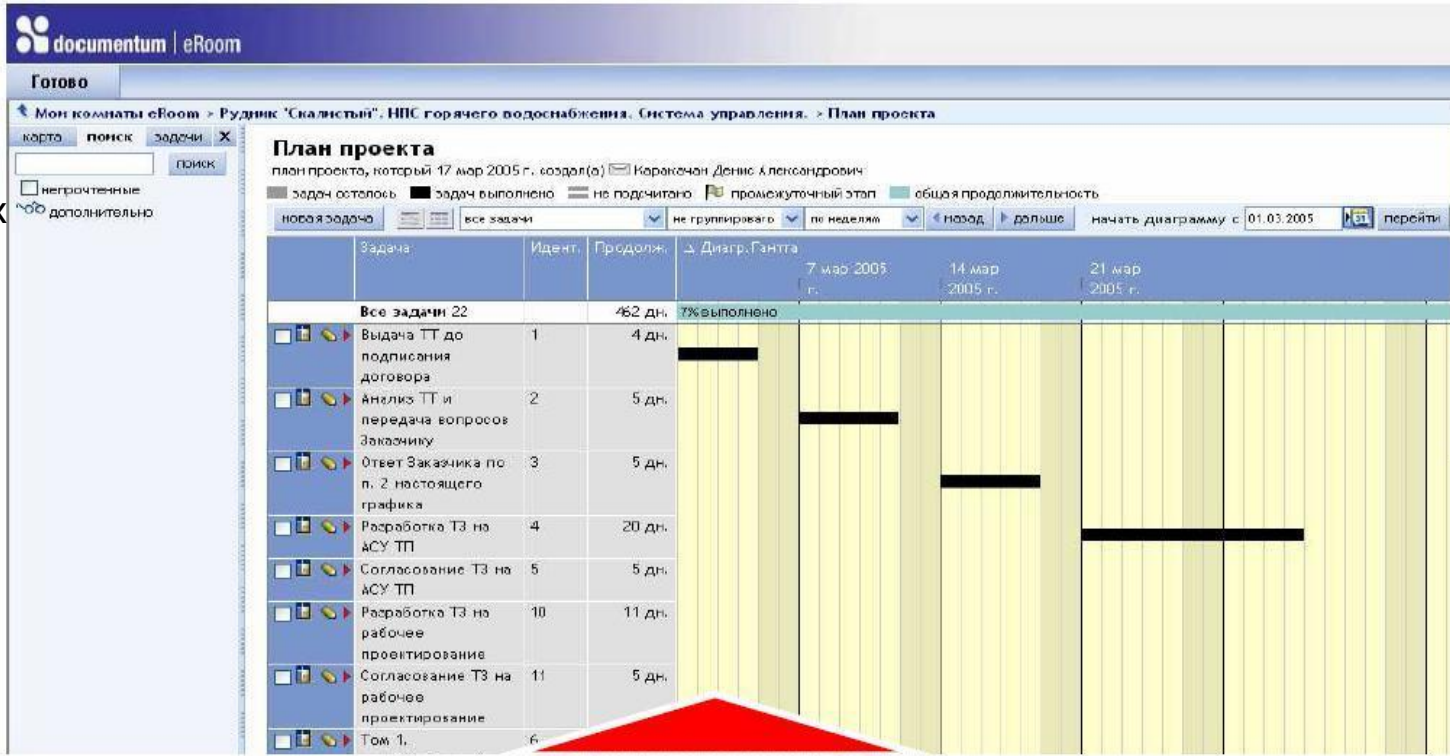 documentum | eRoom
Готово
Мои комнаты eRoom > Рудник "Скалистый". НПС горячего водоснабжения. Система управления. > План проекта
карта поиск задачи X
поиск
непрочтенные
дополнительно
х
План проекта
план проекта, который 17 мар 2005 г. создал(а) Каракачан Денис Александрович
задач осталось задач выполнено не подсчитано промежуточный этап общая продолжительность
новая задача все задачи не группировать по неделям назад дальше начать диаграмму с 01.03.2005 31 перейти
Задача Идент. Продолж. Диагр.Гантта
7 мар 2005 14 мар 21 мар
г. 2005 г. 2005 г.
Все задачи 22 462 дн. 7% выполнено
Выдача ТТ до 1 4 дн.
подписания
договора
Анализ ТТ и 2 5 дн.
передача вопросов
Заказчику
Ответ Заказчика по 3 5 дн.
п. 2 настоящего
графика
Разработка ТЗ на 4 20 дн.
АСУ ТП
Согласование ТЗ на 5 5 дн.
АСУ ТП
Разработка ТЗ на 10 11 дн.
рабочее
проектирование
Согласование ТЗ на 11 5 дн.
рабочее
проектирование
Том 1. 6